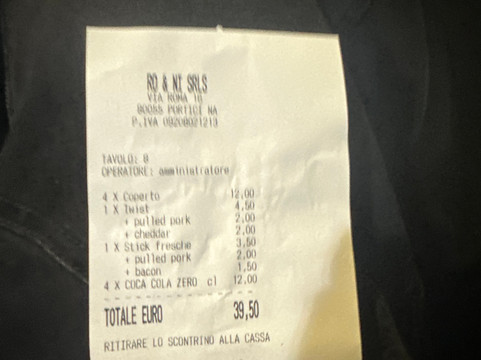 RO & NI SRLS
VIA ROMA 16
80055 PORTICI NA
P.IVA 09208021213
TAVOLO: 8
OPERATORE: amministratore
4 X Coperto 12,00
1 X Twist 4,50
+ pulled pork 2,00
+ cheddar 2,00
1 X Stick fresche 3,50
+ pulled pork 2,00
+ bacon 1,50
4 X COCA COLA ZERO cl 12,00
TOTALE EURO 39,50
RITIRARE LO SCONTRINO ALLA CASSA